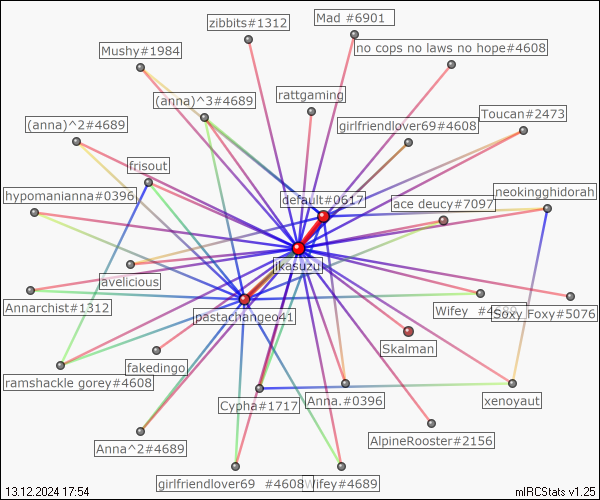 zibbits#1312
Mad #6901
Mushy#1984
no cops no laws no hope#4608
rattgaming
(anna)^3#4689
Toucan#2473
(anna)^2#4689
girlfriendlover69#4608
frisout
hypomanianna#0396
default#0617
ace deucy#7097
neokingghidorah
ikasuzu
javelicious
Annarchist#1312
pastachangeo41
Wifey #4689
Soxy Foxy#5076
Skalman
fakedingo
ramshackle gorey#4608
Cypha#1717
Anna.#0396
xenoyaut
Anna^2#4689
AlpineRooster#2156
girlfriendlover69 #4608
Wifey#4689
13.12.2024 17:54
mIRCStats v1.25